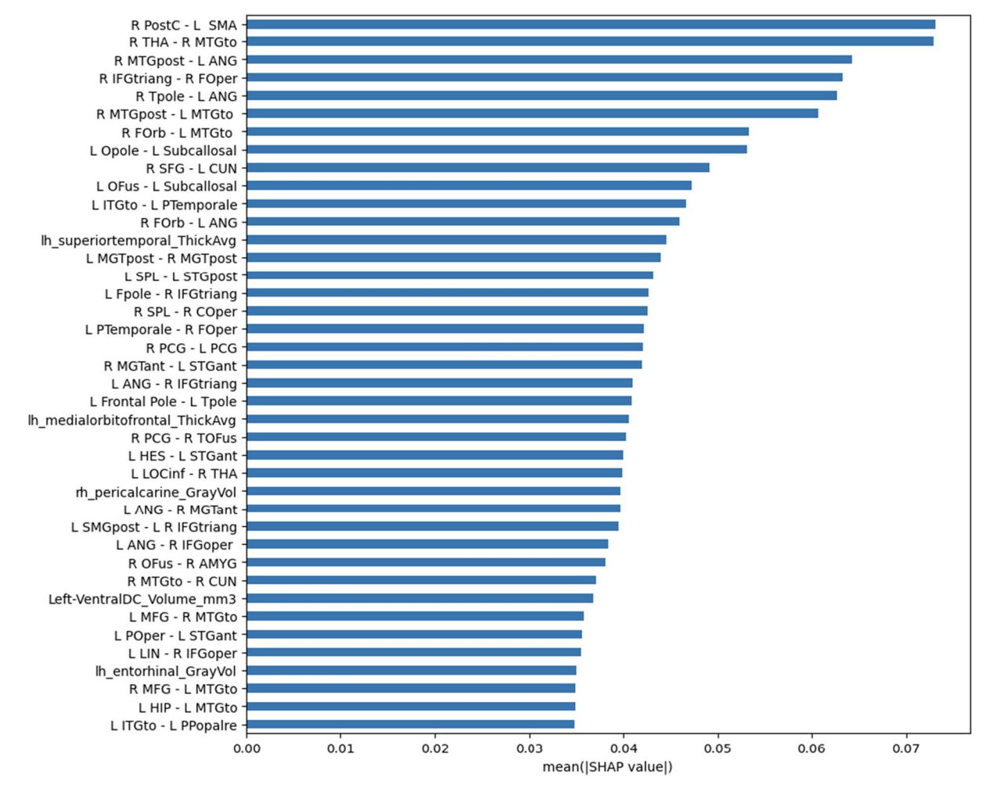 R PostC - L  SMA
R THA - R MTGto
R MTGpost - L ANG
R IFGtriang - R FOper
R Tpole - L ANG
R MTGpost - L MTGto
R FOrb - L MTGto
L Opole - L Subcallosal
R SFG - L CUN
L OFus - L Subcallosal
L ITGto - L PTemporale
R FOrb - L ANG
lh_superiortemporal_ThickAvg
L MGTpost - R MGTpost
L SPL - L STGpost
L Fpole - R IFGtriang
R SPL - R COper
L PTemporale - R FOper
R PCG - L PCG
R MGTant - L STGant
L ANG - R IFGtriang
L Frontal Pole - L Tpole
lh_medialorbitofrontal_ThickAvg
R PCG - R TOFus
L HES - L STGant
L LOCinf - R THA
rh_pericalcarine_GrayVol
L ANG - R MGTant
L SMGpost - L R IFGtriang
L ANG - R IFGoper
R OFus - R AMYG
R MTGto - R CUN
Left-VentralDC_Volume_mm3
L MFG - R MTGto
L POper - L STGant
L LIN - R IFGoper
lh_entorhinal_GrayVol
R MFG - L MTGto
L HIP - L MTGto
L ITGto - L PPopalre
0.00 0.01 0.02 0.03 0.04 0.05 0.06 0.07
mean(|SHAP value|)